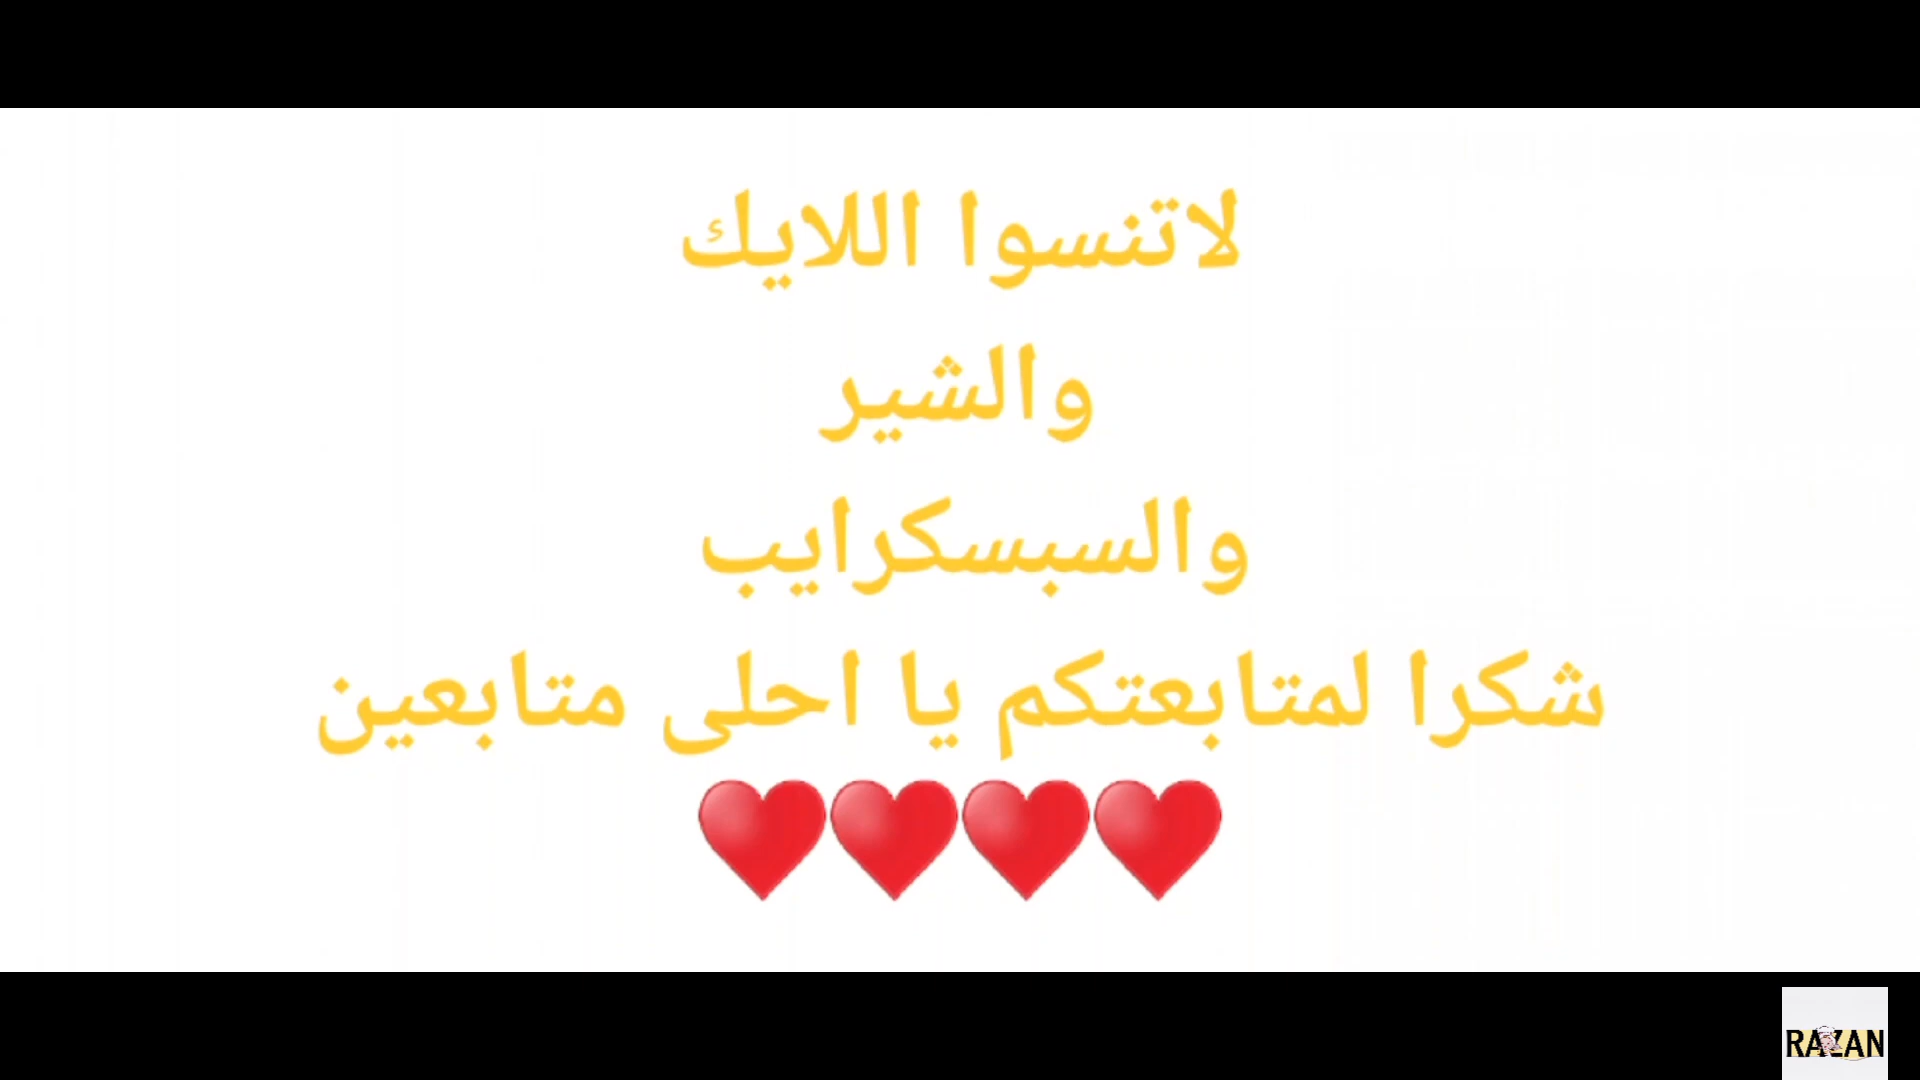 لاتنسوا اللايك
والشير
والسبسكرايب
شكرا لمتابعتكم يا احلى متابعين
♥♥♥♥
RAZAN